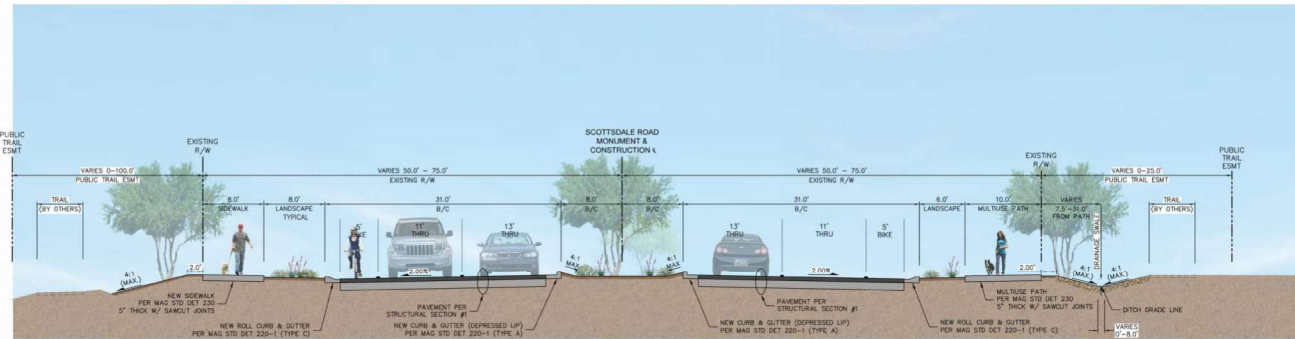 PUBLIC
TRAIL
ESMT
EXISTING
R/W
SCOTTSDALE ROAD
MONUMENT &
CONSTRUCTION ℄
EXISTING
R/W
PUBLIC
TRAIL
ESMT
VARIES 0-100.0'
PUBLIC TRAIL ESMT
VARIES 50.0' - 75.0'
EXISTING R/W
VARIES 50.0' - 75.0'
EXISTING R/W
VARIES 0-25.0'
PUBLIC TRAIL ESMT
TRAIL
(BY OTHERS)
8.0'
SIDEWALK
8.0'
LANDSCAPE
TYPICAL
31.0'
B/C
8.0'
B/C
8.0'
B/C
31.0'
B/C
6.0'
LANDSCAPE
10.0'
MULTIUSE PATH
VARIES
7.5'-31.0'
FROM PATH
TRAIL
(BY OTHERS)
5'
BIKE
11'
THRU
13'
THRU
13'
THRU
11'
THRU
5'
BIKE
DRAINAGE SWALE
4:1
(MAX.)
2.0'
2.00%
4:1
MAX
4:1
MAX.
2.00%
2.00'
4:1
(MAX.)
4:1
(MAX.)
NEW SIDEWALK
PER MAG STD DET 230
5" THICK W/ SAWCUT JOINTS
NEW ROLL CURB & GUTTER
PER MAG STD DET 220-1 (TYPE C)
PAVEMENT PER
STRUCTURAL SECTION #1
NEW CURB & GUTTER (DEPRESSED LIP)
PER MAG STD DET 220-1 (TYPE A)
NEW CURB & GUTTER (DEPRESSED LIP)
PER MAG STD DET 220-1 (TYPE A)
PAVEMENT PER
STRUCTURAL SECTION #1
NEW ROLL CURB & GUTTER
PER MAG STD DET 220-1 (TYPE C)
MULTIUSE PATH
PER MAG STD DET 230
5" THICK W/ SAWCUT JOINTS
DITCH GRADE LINE
VARIES
0'-8.0'